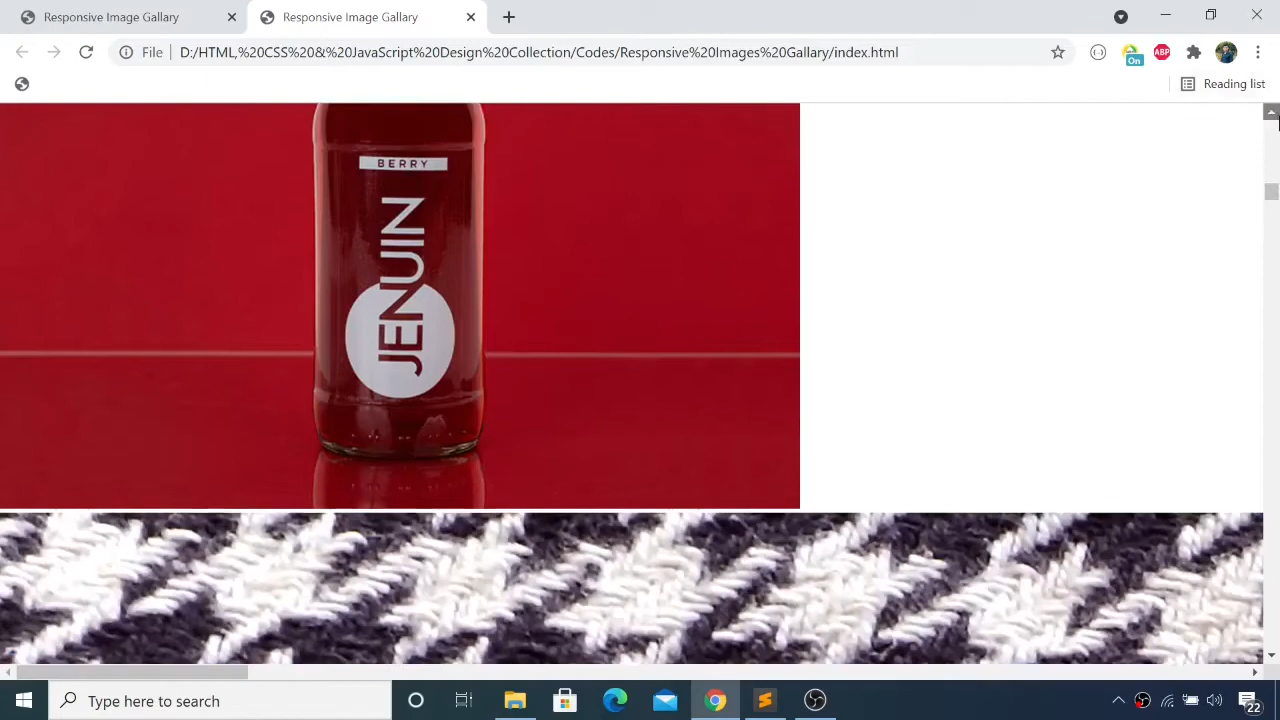 Responsive Image Gallary
Responsive Image Gallary
File
D:/HTML,%20CSS%20&%20JavaScript%20Design%20Collection/Codes/Responsive%20Images%20Gallary/index.html
ABP
On
Reading list
BERRY
JENUIN
Type here to search
22